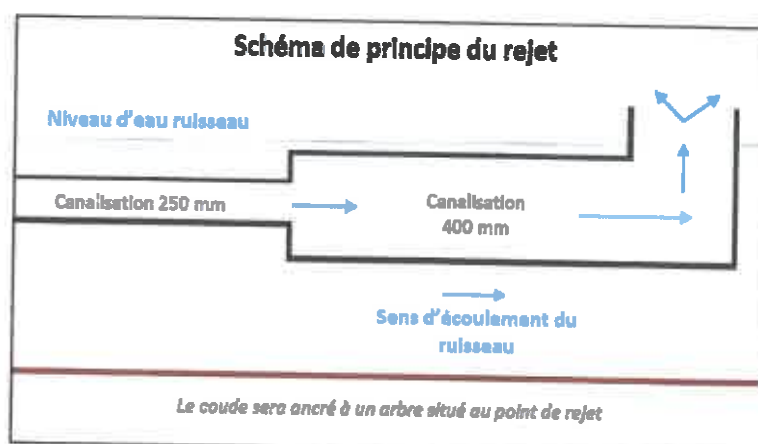 Schéma de principe du rejet
Niveau d'eau ruisseau
Canalisation 250 mm
Canalisation
400 mm
Sens d'écoulement du
ruisseau
Le coude sera ancré à un arbre situé au point de rejet